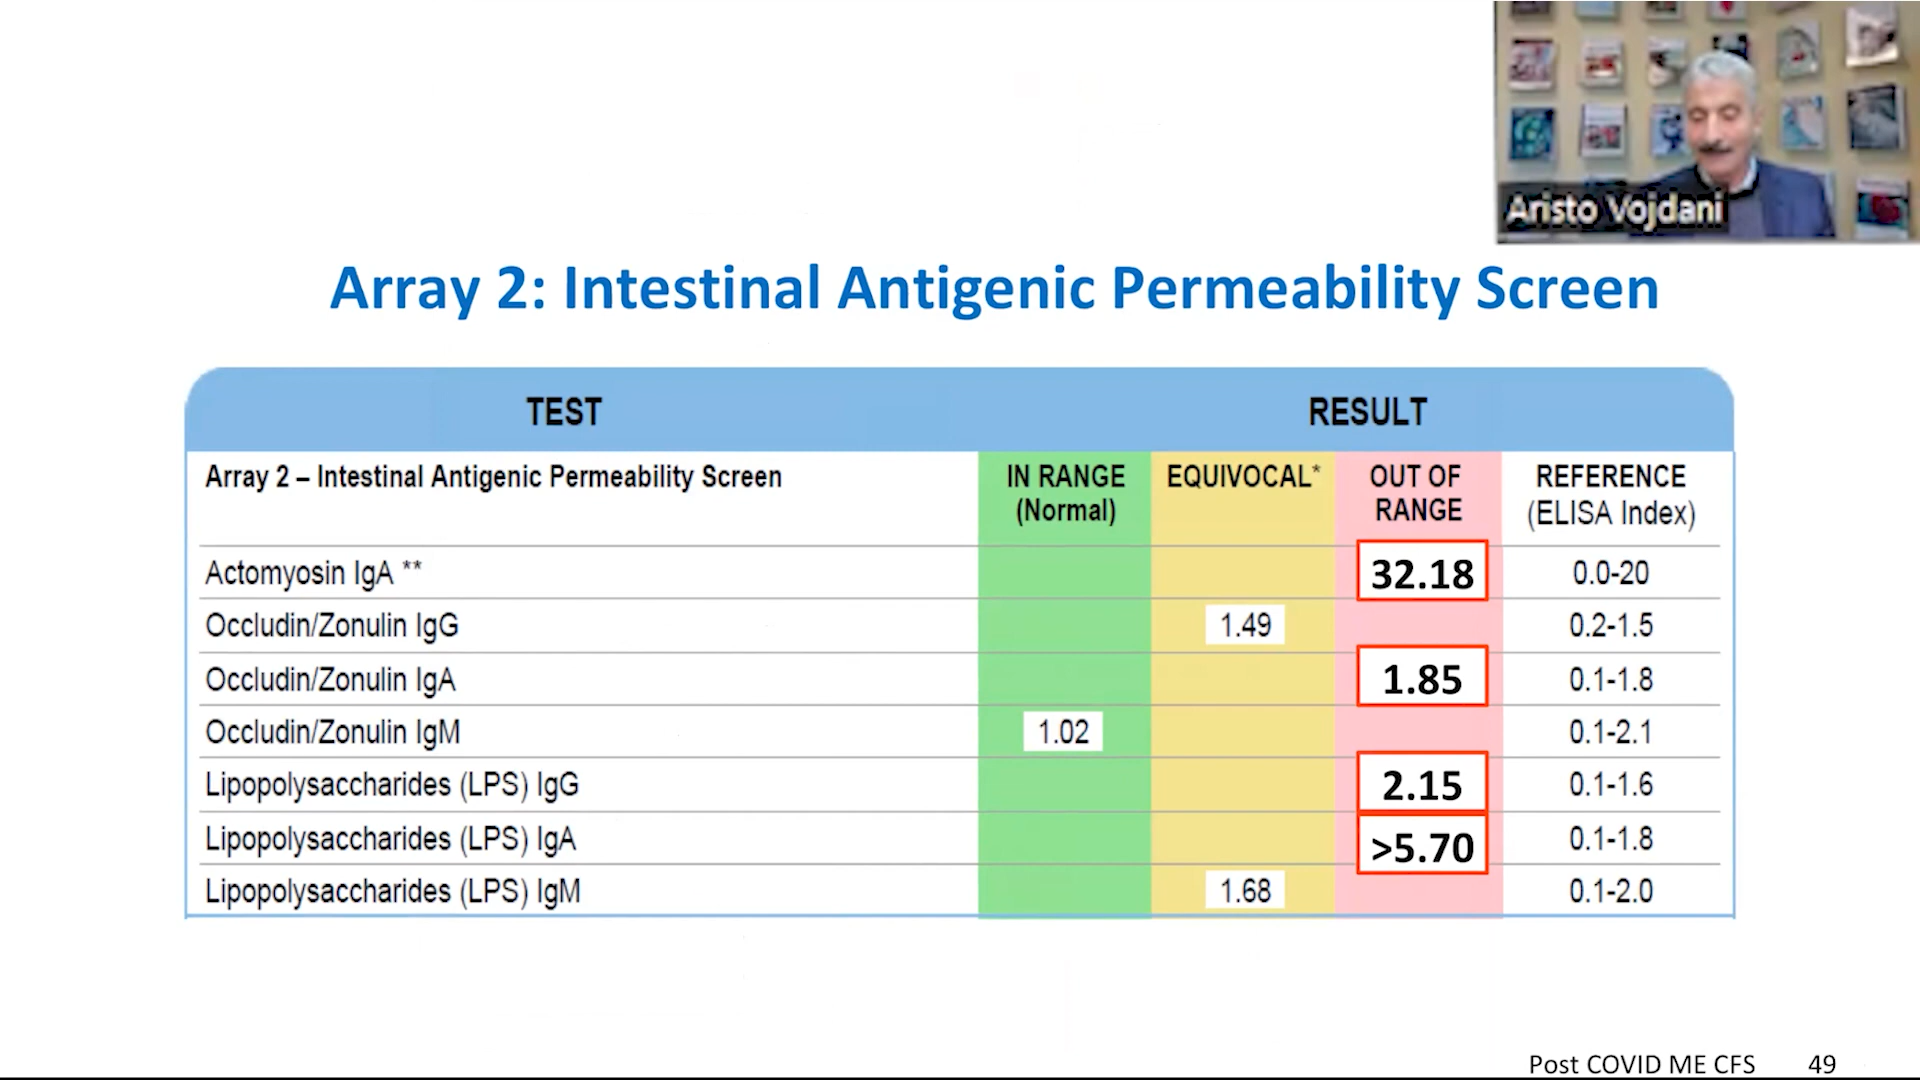 Aristo Vojdani
Array 2: Intestinal Antigenic Permeability Screen
TEST RESULT
Array 2 – Intestinal Antigenic Permeability Screen IN RANGE (Normal) EQUIVOCAL* OUT OF RANGE REFERENCE (ELISA Index)
Actomyosin IgA ** 32.18 0.0-20
Occludin/Zonulin IgG 1.49 0.2-1.5
Occludin/Zonulin IgA 1.85 0.1-1.8
Occludin/Zonulin IgM 1.02 0.1-2.1
Lipopolysaccharides (LPS) IgG 2.15 0.1-1.6
Lipopolysaccharides (LPS) IgA >5.70 0.1-1.8
Lipopolysaccharides (LPS) IgM 1.68 0.1-2.0
Post COVID ME CFS 49